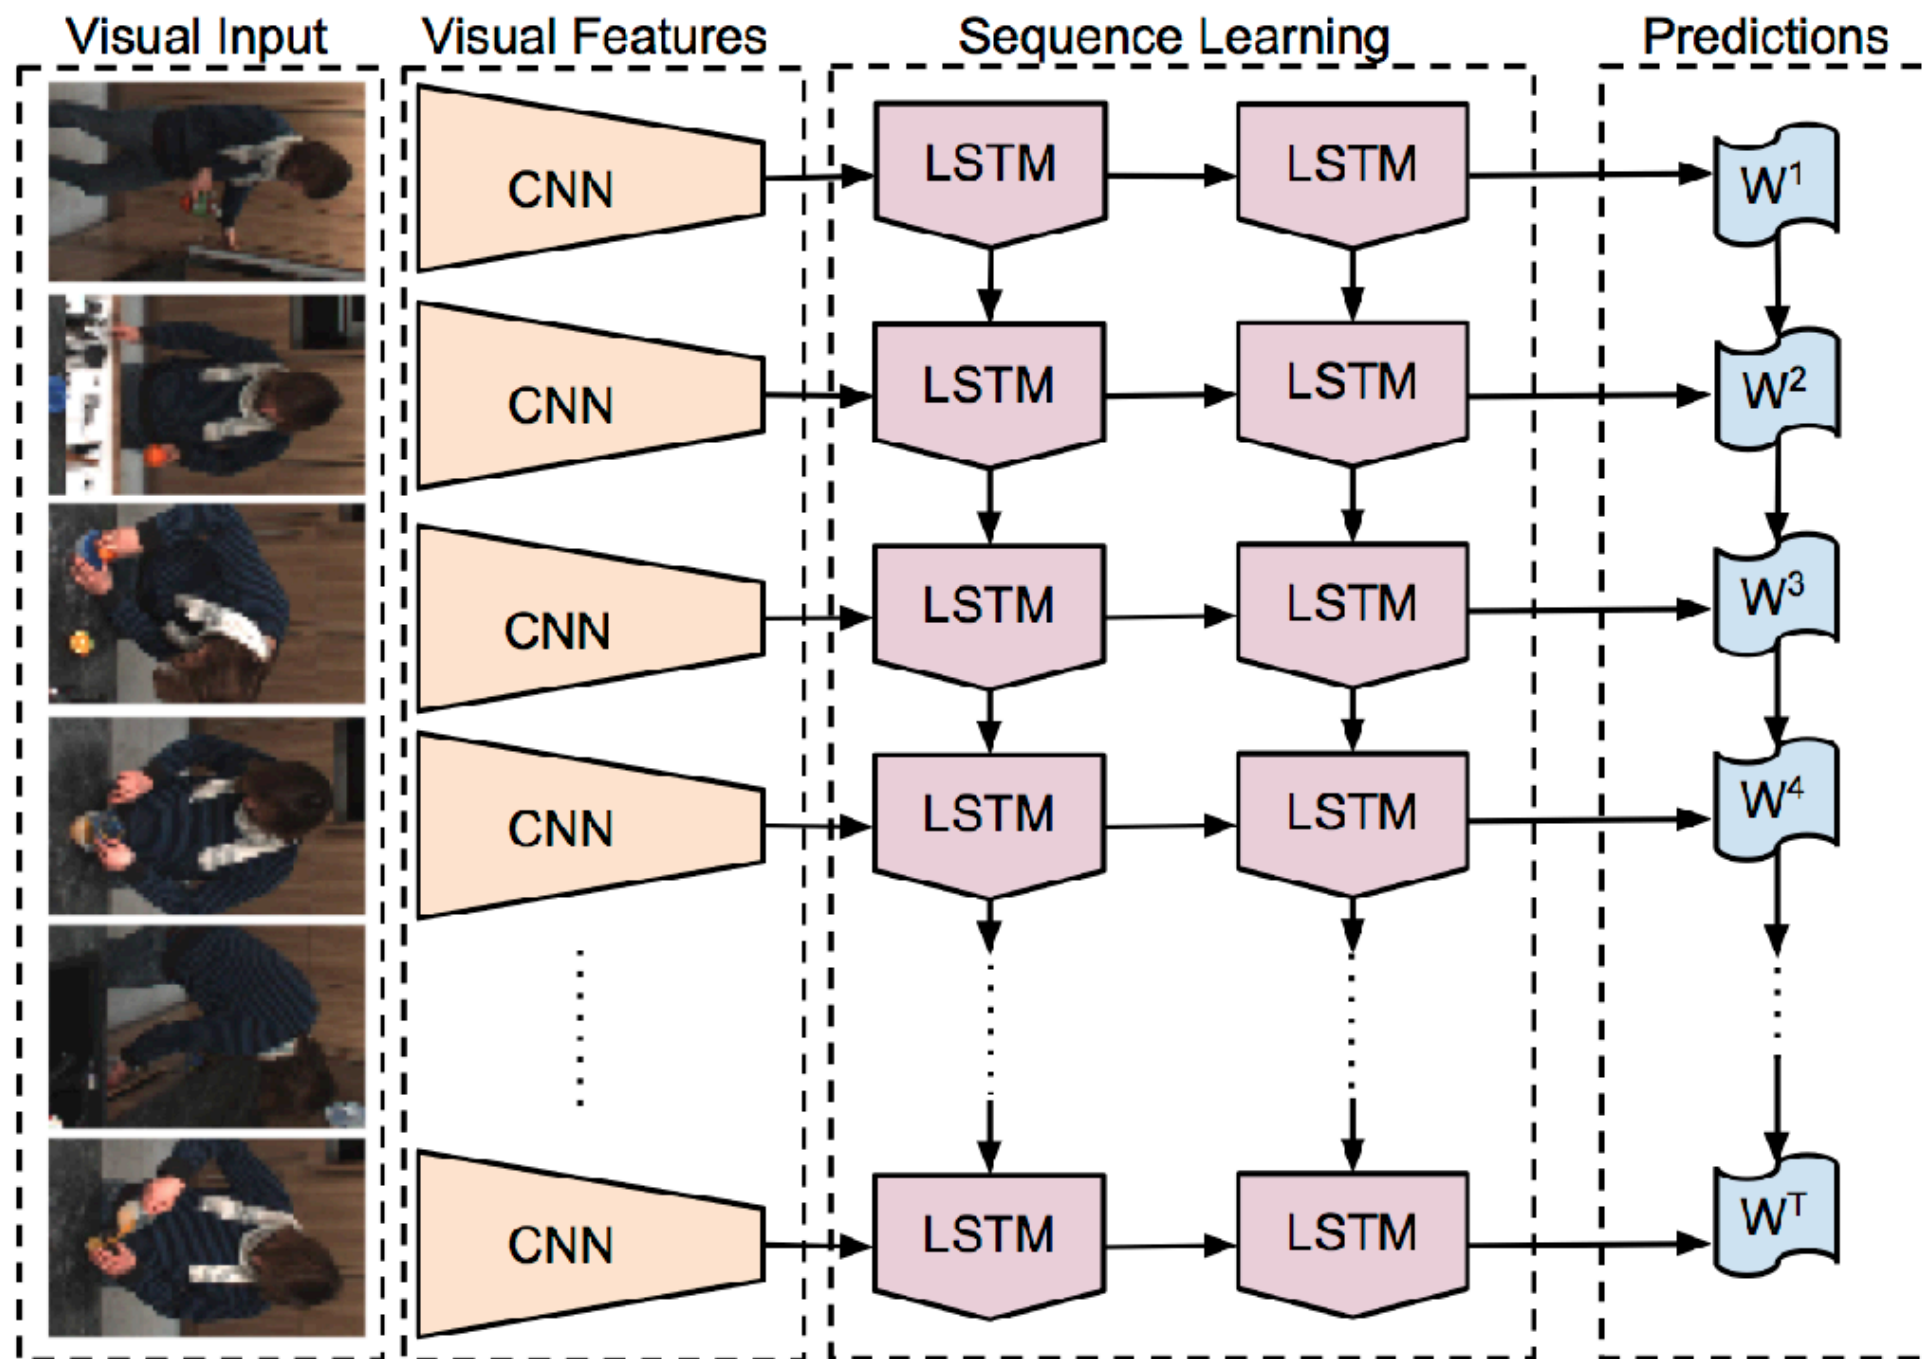 Visual Input Visual Features Sequence Learning Predictions
CNN LSTM LSTM W¹
CNN LSTM LSTM W²
CNN LSTM LSTM W³
CNN LSTM LSTM W⁴
CNN LSTM LSTM Wᵀ